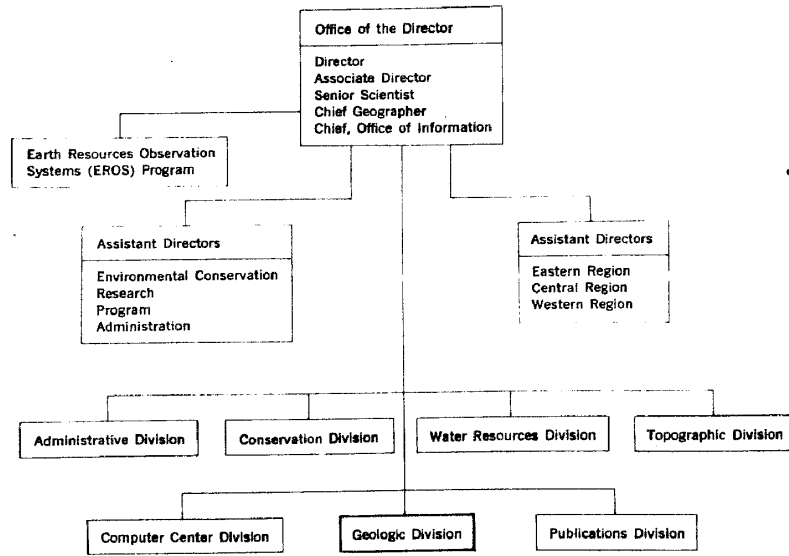 Office of the Director
Director
Associate Director
Senior Scientist
Chief Geographer
Chief, Office of Information
Earth Resources Observation
Systems (EROS) Program
Assistant Directors
Environmental Conservation
Research
Program
Administration
Assistant Directors
Eastern Region
Central Region
Western Region
Administrative Division
Conservation Division
Water Resources Division
Topographic Division
Computer Center Division
Geologic Division
Publications Division